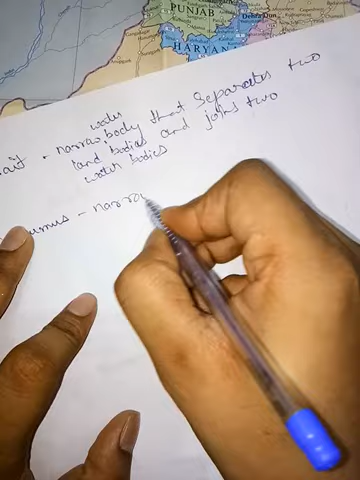 PUNJAB
Dehra Dun
HARYANA
water
ait - narrow body that separates two
land bodies and joins two
water bodies
mus - narro